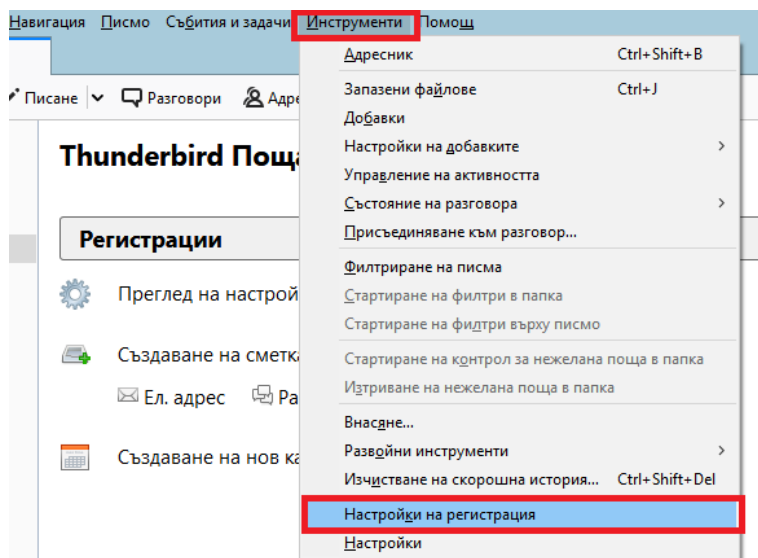 Навигация Писмо Събития и задачи Инструменти Помощ
Писане Разговори
Адресник Ctrl+Shift+B
Запазени файлове Ctrl+J
Добавки
Настройки на добавките
Управление на активността
Състояние на разговора
Присъединяване към разговор...
Филтриране на писма
Стартиране на филтри в папка
Стартиране на филтри върху писмо
Стартиране на контрол за нежелана поща в папка
Изтриване на нежелана поща в папка
Внасяне...
Развойни инструменти
Изчистване на скорошна история... Ctrl+Shift+Del
Настройки на регистрация
Настройки
Thunderbird
Регистрации
Преглед на
Създаване на
Ел. адрес
Създаване на нов